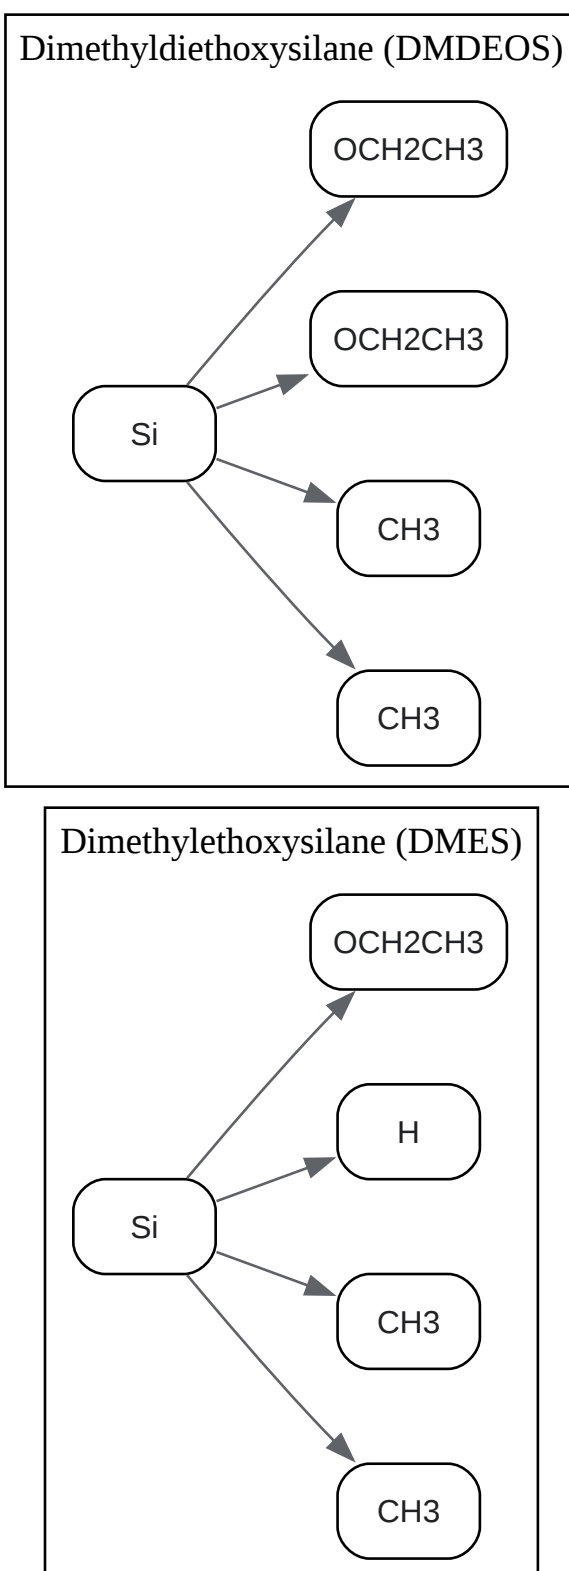 Dimethyldiethoxysilane (DMDEOS)
OCH2CH3
OCH2CH3
Si
CH3
CH3
Dimethylethoxysilane (DMES)
OCH2CH3
H
Si
CH3
CH3